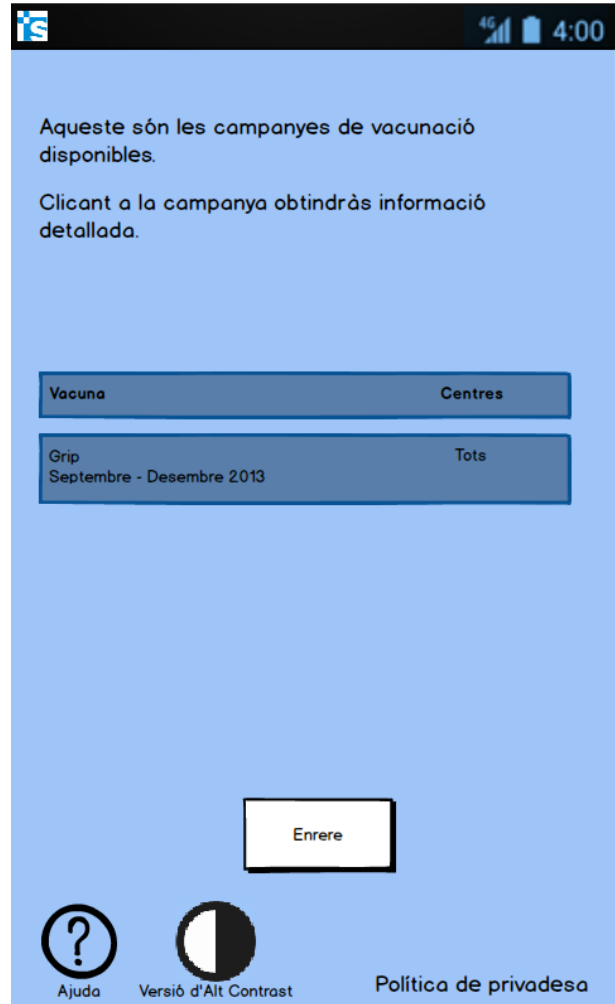 4G 4:00
Aqueste són les campanyes de vacunació
disponibles.
Clicant a la campanya obtindràs informació
detallada.
Vacuna Centres
Grip Tots
Septembre - Desembre 2013
Enrere
?
Ajuda Versió d'Alt Contrast Política de privadesa